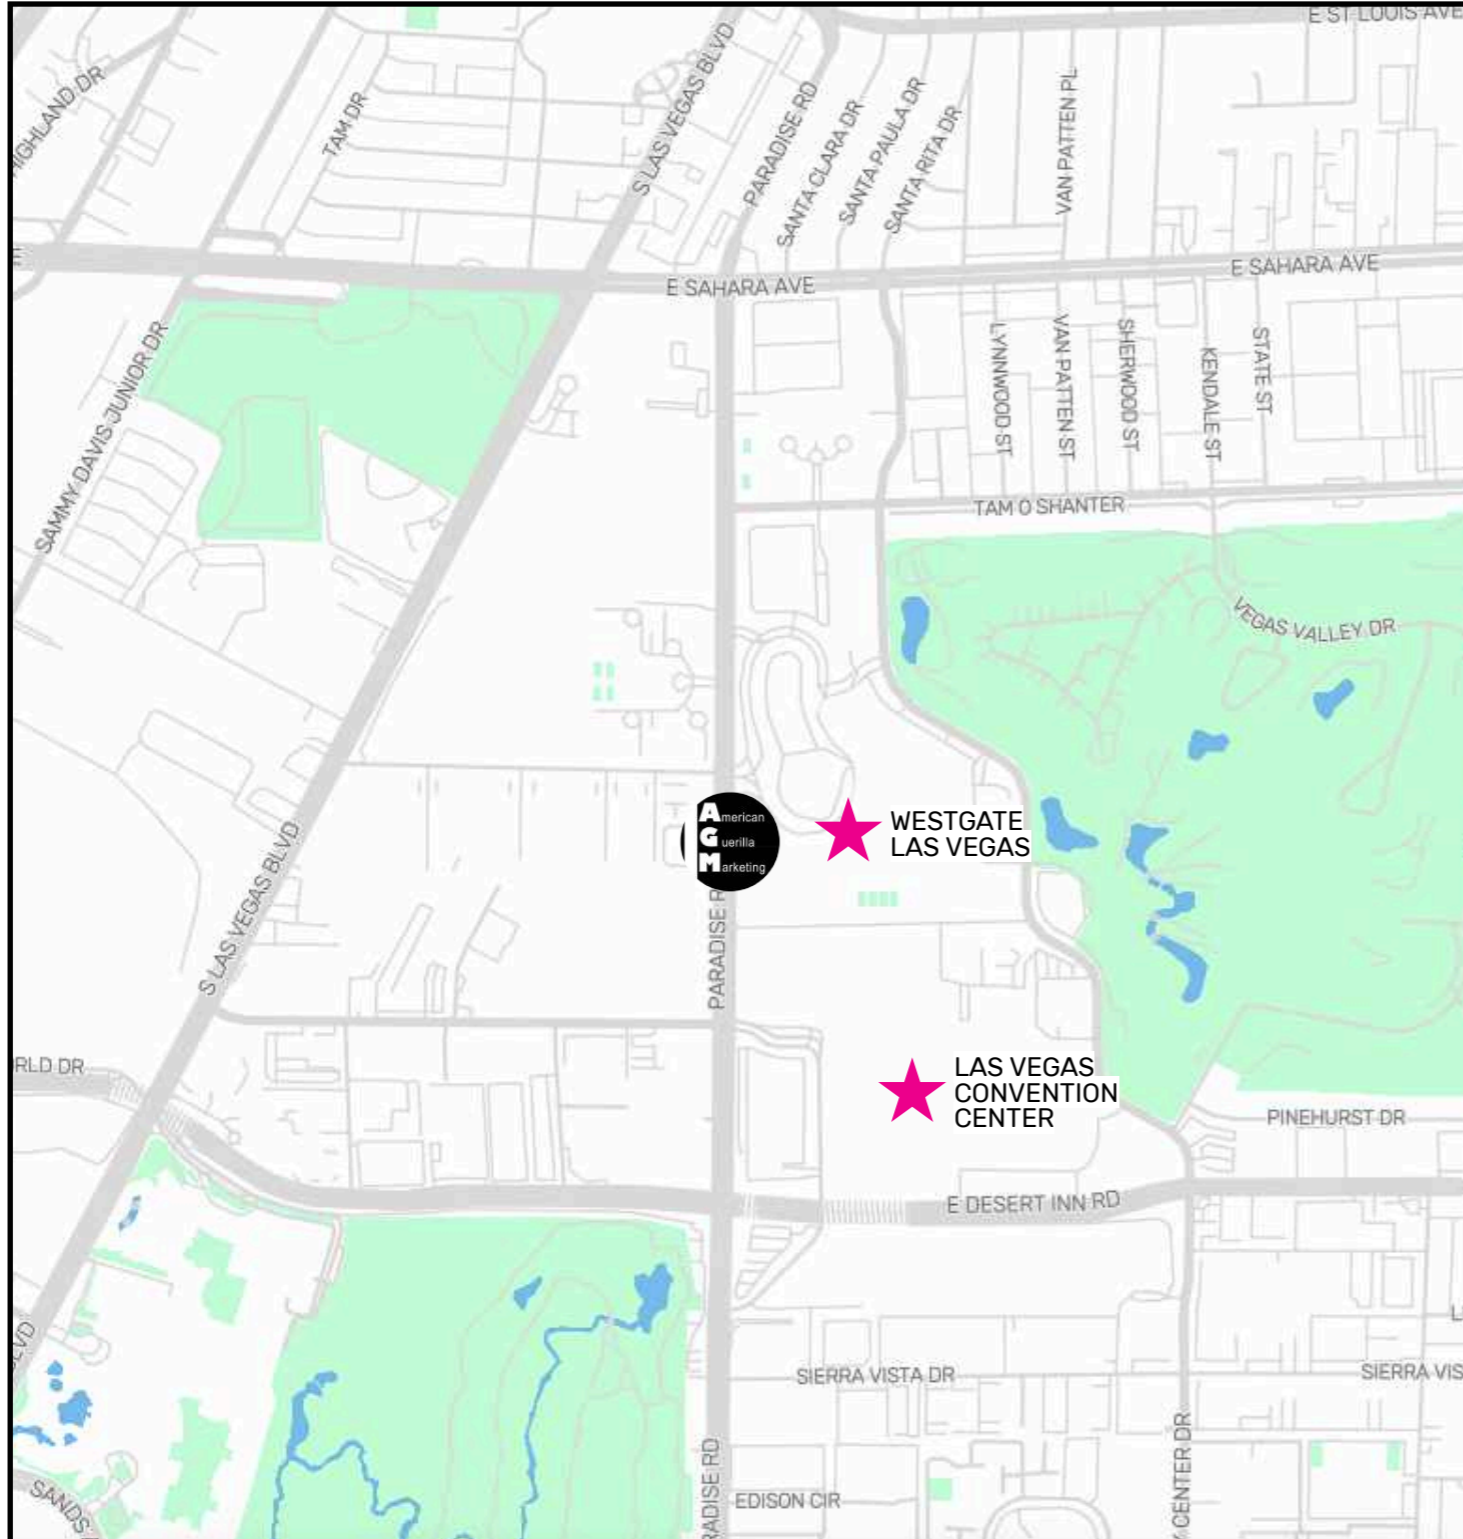 E ST LOUIS AVE
HIGHLAND DR
TAM DR
S LAS VEGAS BLVD
PARADISE RD
SANTA CLARA DR
SANTA PAULA DR
SANTA RITA DR
VAN PATTEN PL
E
E SAHARA AVE
E SAHARA AVE
SAMMY DAVIS JUNIOR DR
LYNNWOOD ST
VAN PATTEN ST
SHERWOOD ST
KENDALE ST
STATE ST
TAM O SHANTER
VEGAS VALLEY DR
American
Guerilla
Marketing
WESTGATE
LAS VEGAS
S LAS VEGAS BLVD
PARADISE R
RLD DR
LAS VEGAS
CONVENTION
CENTER
PINEHURST DR
E DESERT INN RD
LVD
L
SIERRA VISTA DR
SIERRA VIS
SANDS
RADISE RD
EDISON CIR
CENTER DR